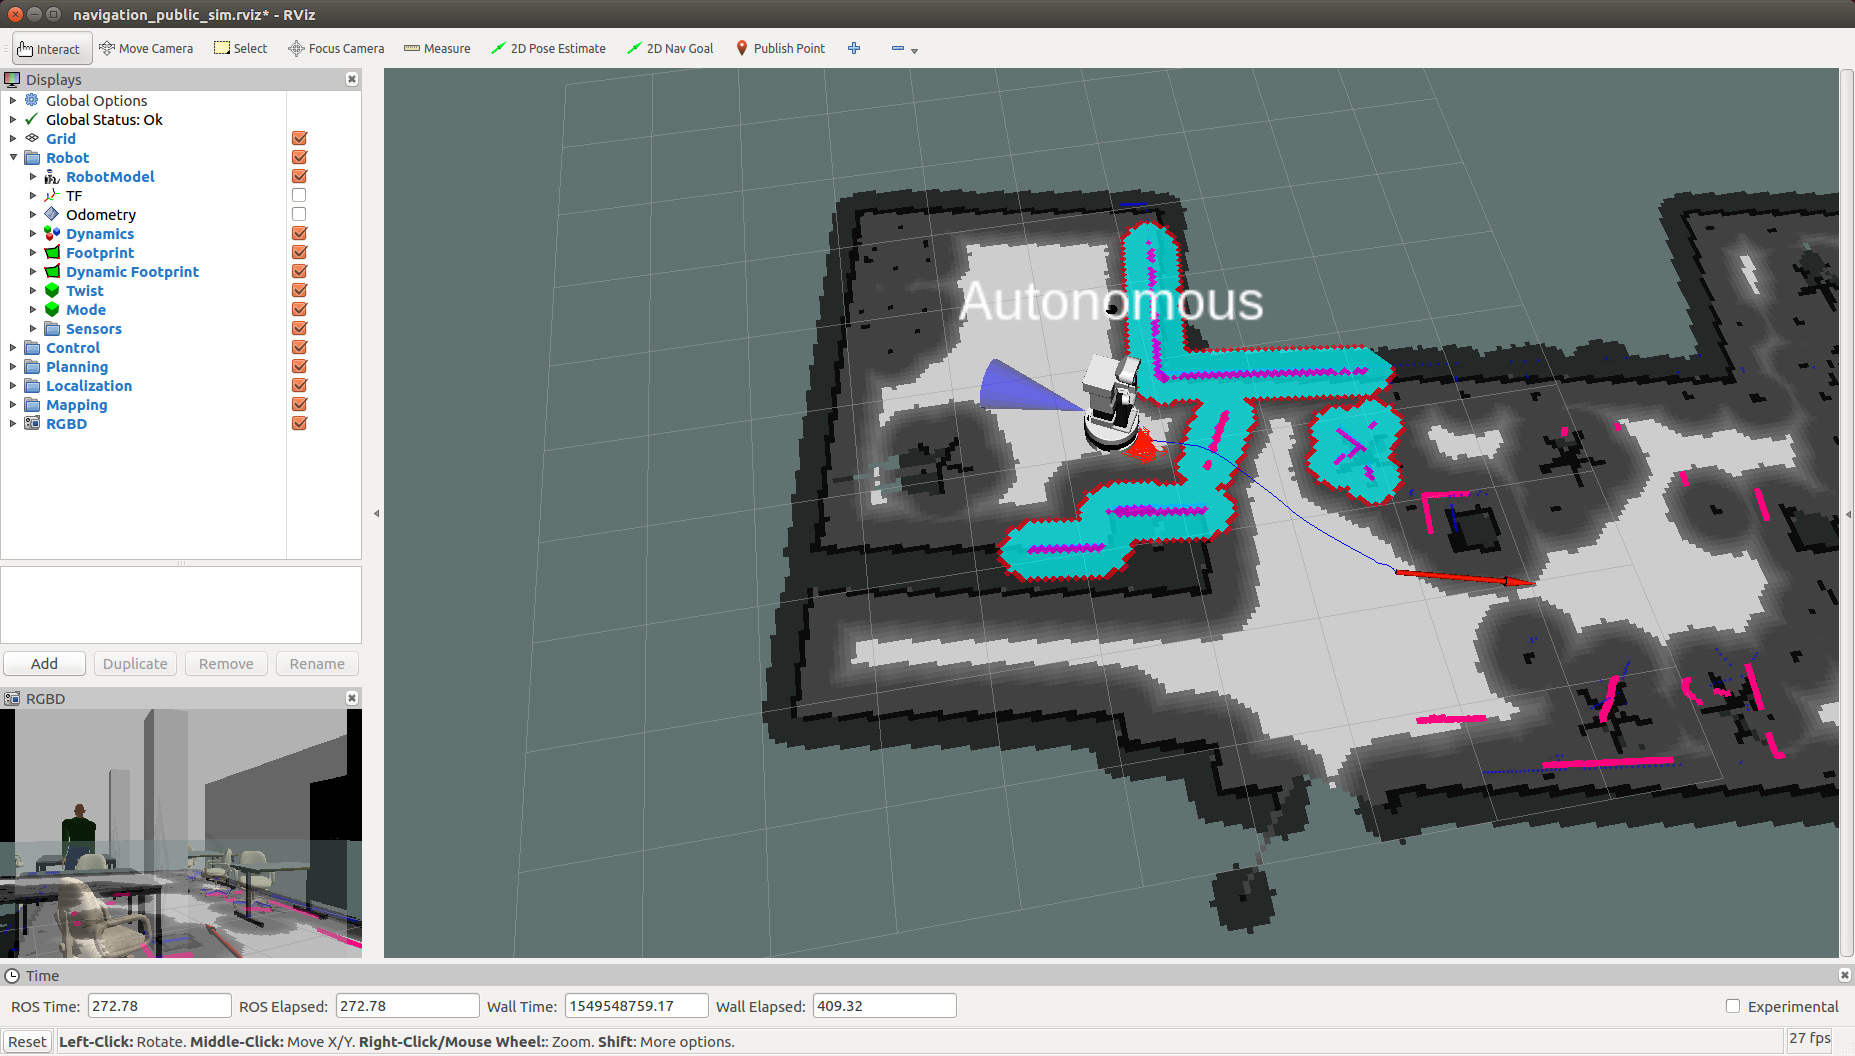 navigation_public_sim.rviz* - RViz
Interact Move Camera Select Focus Camera Measure 2D Pose Estimate 2D Nav Goal Publish Point
Displays
Global Options
Global Status: Ok
Grid
Robot
RobotModel
TF
Odometry
Dynamics
Footprint
Dynamic Footprint
Twist
Mode
Sensors
Control
Planning
Localization
Mapping
RGBD
Autonomous
Add Duplicate Remove Rename
RGBD
Time
ROS Time: 272.78 ROS Elapsed: 272.78 Wall Time: 1549548759.17 Wall Elapsed: 409.32 Experimental
Reset Left-Click: Rotate. Middle-Click: Move X/Y. Right-Click/Mouse Wheel:: Zoom. Shift: More options. 27 fps